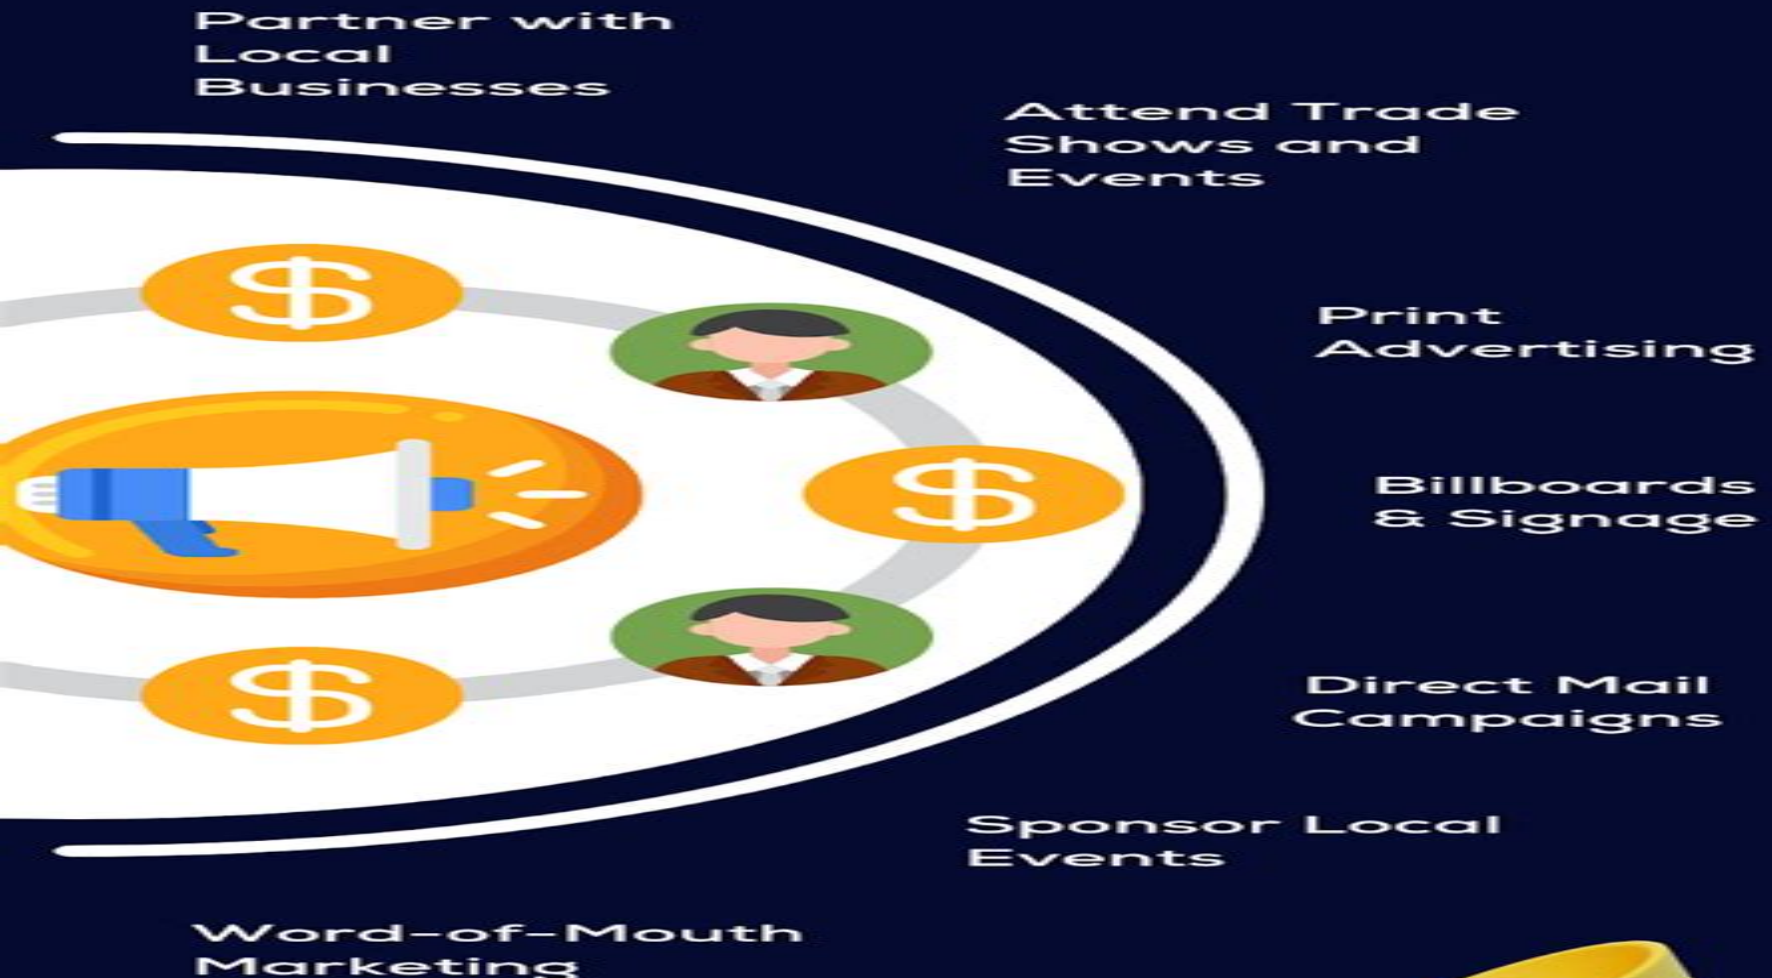 Partner with
Local
Businesses
Attend Trade
Shows and
Events
Print
Advertising
Billboards
& Signage
Direct Mail
Campaigns
Sponsor Local
Events
Word-of-Mouth
Marketing
$
$
$